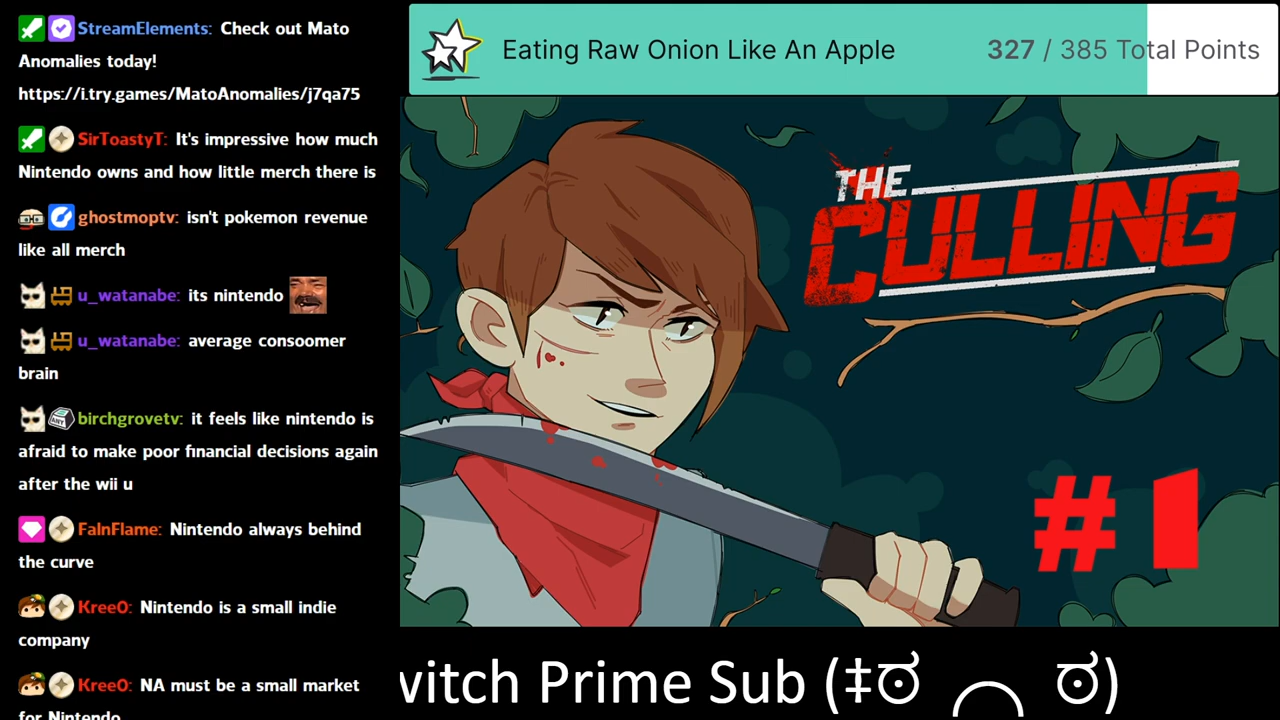 StreamElements: Check out Mato
Anomalies today!
https://i.try.games/MatoAnomalies/j7qa75
SirToastyT: It's impressive how much
Nintendo owns and how little merch there is
ghostmoptv: isn't pokemon revenue
like all merch
u_watanabe: its nintendo
u_watanabe: average consoomer
brain
birchgrovetv: it feels like nintendo is
afraid to make poor financial decisions again
after the wii u
FalnFlame: Nintendo always behind
the curve
KreeO: Nintendo is a small indie
company
KreeO: NA must be a small market
for Nintendo
Eating Raw Onion Like An Apple
327 / 385 Total Points
THE
CULLING
#1
vitch Prime Sub (‡ಠ ⁀ ಠ)